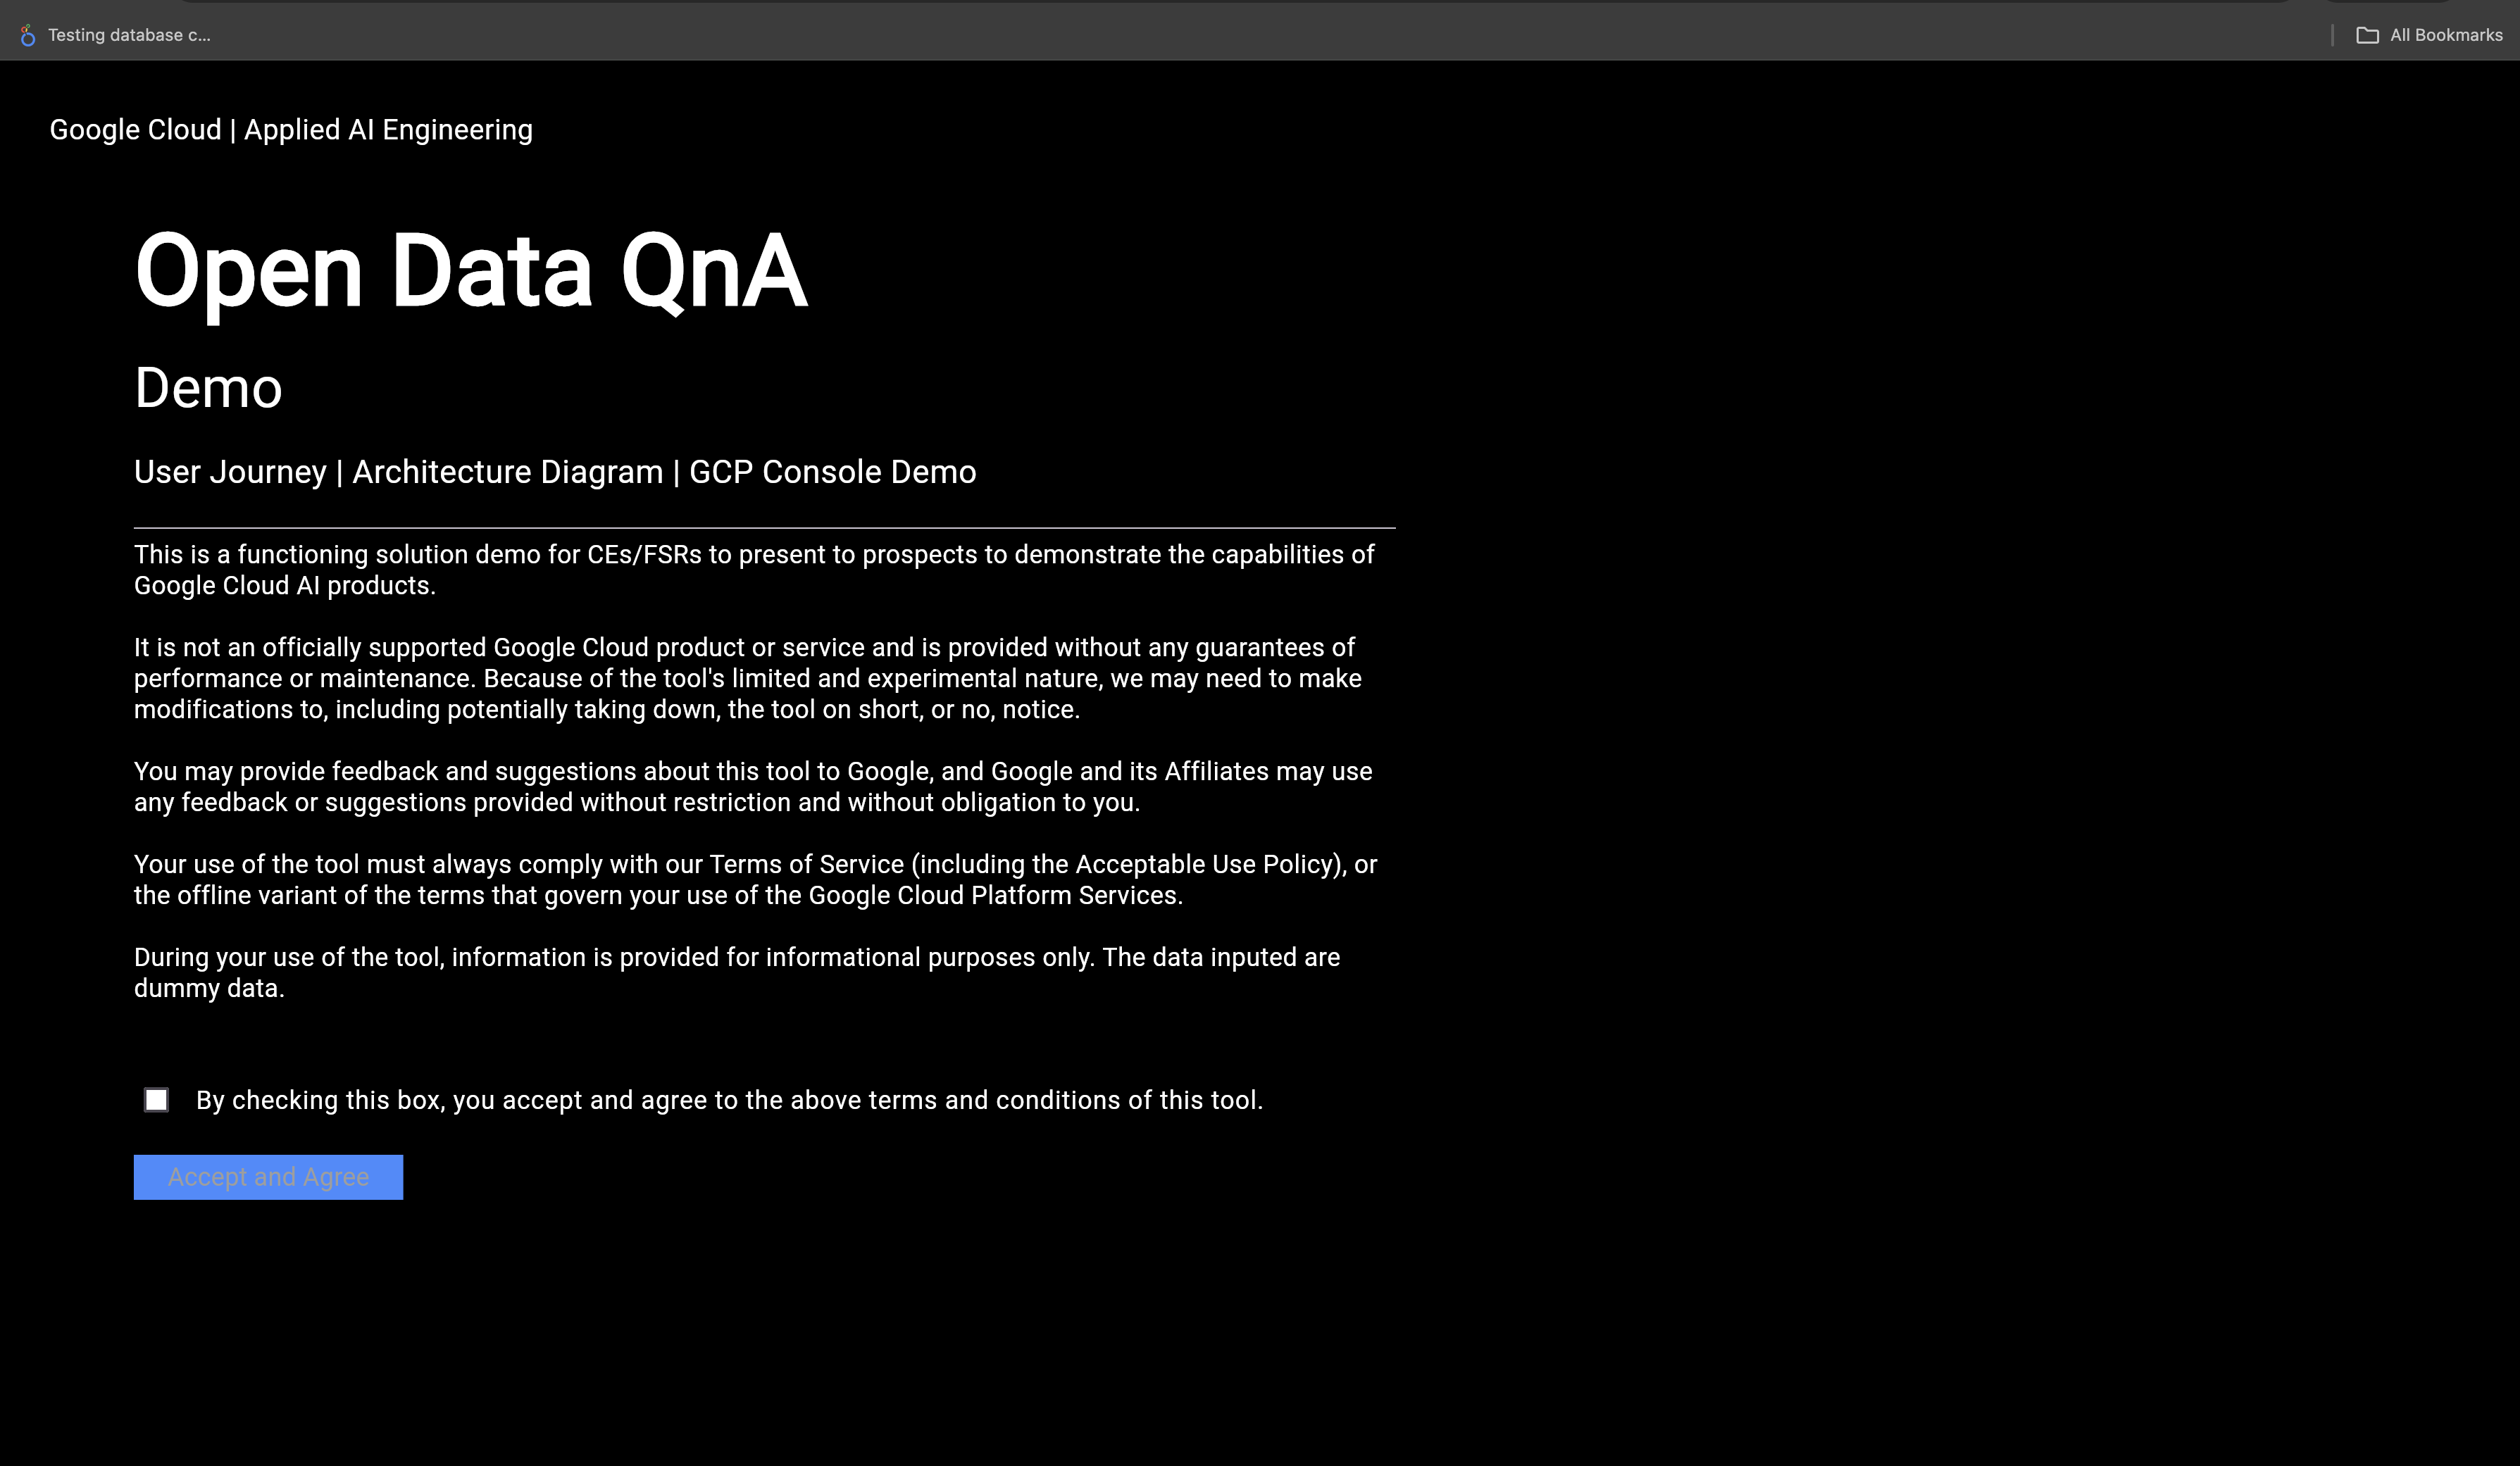 Testing database c...
All Bookmarks
Google Cloud | Applied AI Engineering
Open Data QnA
Demo
User Journey | Architecture Diagram | GCP Console Demo
This is a functioning solution demo for CEs/FSRs to present to prospects to demonstrate the capabilities of
Google Cloud AI products.
It is not an officially supported Google Cloud product or service and is provided without any guarantees of
performance or maintenance. Because of the tool's limited and experimental nature, we may need to make
modifications to, including potentially taking down, the tool on short, or no, notice.
You may provide feedback and suggestions about this tool to Google, and Google and its Affiliates may use
any feedback or suggestions provided without restriction and without obligation to you.
Your use of the tool must always comply with our Terms of Service (including the Acceptable Use Policy), or
the offline variant of the terms that govern your use of the Google Cloud Platform Services.
During your use of the tool, information is provided for informational purposes only. The data inputed are
dummy data.
By checking this box, you accept and agree to the above terms and conditions of this tool.
Accept and Agree